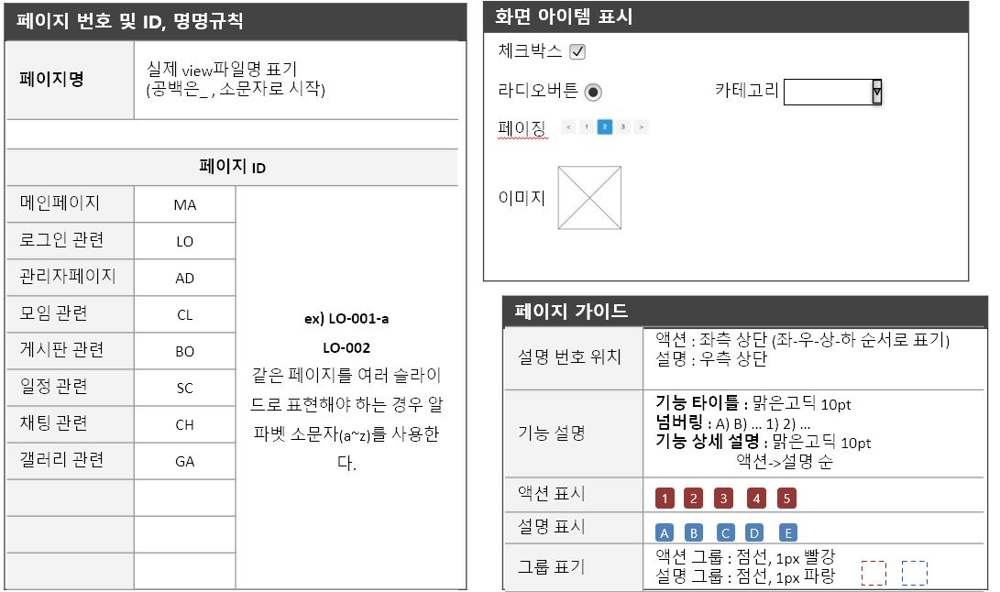 페이지 번호 및 ID, 명명규칙
페이지명
실제 view파일명 표기
(공백은_ , 소문자로 시작)
페이지 ID
메인페이지 MA
로그인 관련 LO
관리자페이지 AD
모임 관련 CL
게시판 관련 BO
일정 관련 SC
채팅 관련 CH
갤러리 관련 GA
ex) LO-001-a
LO-002
같은 페이지를 여러 슬라이
드로 표현해야 하는 경우 알
파벳 소문자(a~z)를 사용한
다.
화면 아이템 표시
체크박스
라디오버튼
카테고리
페이징 < 1 2 3 >
이미지
페이지 가이드
설명 번호 위치
액션 : 좌측 상단 (좌-우-상-하 순서로 표기)
설명 : 우측 상단
기능 설명
기능 타이틀 : 맑은고딕 10pt
넘버링 : A) B) ... 1) 2) ...
기능 상세 설명 : 맑은고딕 10pt
액션->설명 순
액션 표시 1 2 3 4 5
설명 표시 A B C D E
그룹 표기
액션 그룹 : 점선, 1px 빨강
설명 그룹 : 점선, 1px 파랑